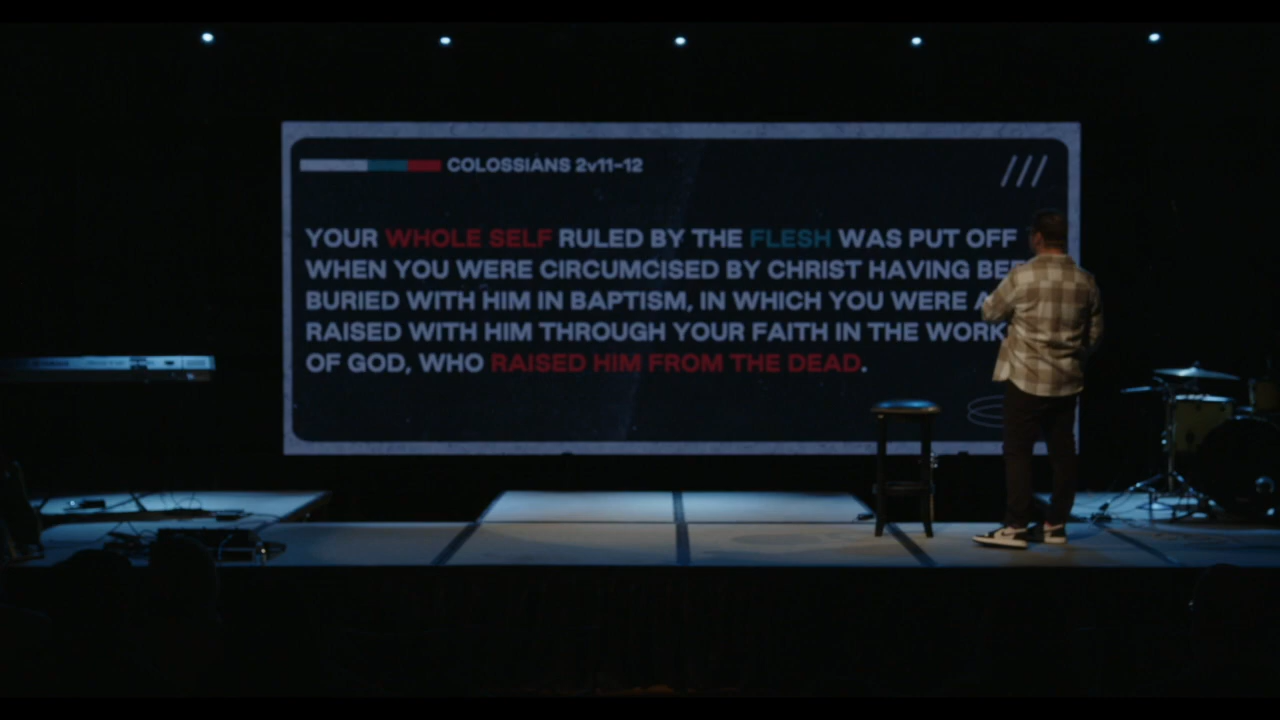 COLOSSIANS 2v11-12
YOUR WHOLE SELF RULED BY THE FLESH WAS PUT OFF
WHEN YOU WERE CIRCUMCISED BY CHRIST HAVING
BURIED WITH HIM IN BAPTISM, IN WHICH YOU WERE
RAISED WITH HIM THROUGH YOUR FAITH IN THE WORK
OF GOD, WHO RAISED HIM FROM THE DEAD.